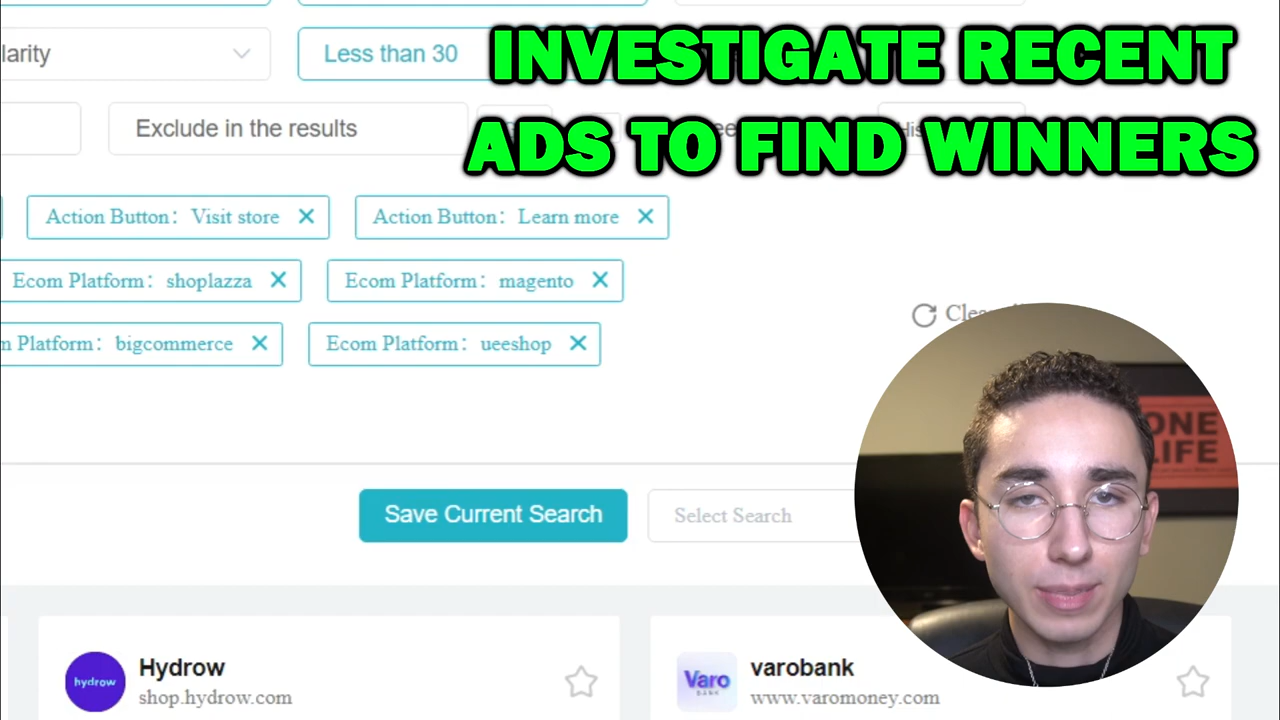 INVESTIGATE RECENT
ADS TO FIND WINNERS
larity
Less than 30
Exclude in the results
Action Button: Visit store
Action Button: Learn more
Ecom Platform: shoplazza
Ecom Platform: magento
Platform: bigcommerce
Ecom Platform: ueeshop
ONE
LIFE
Save Current Search
Select Search
hydrow
Hydrow
shop.hydrow.com
Varo
BANK
varobank
www.varomoney.com